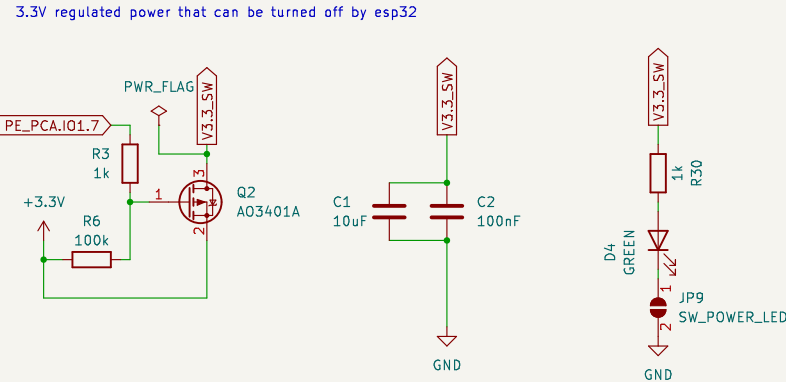 3.3V regulated power that can be turned off by esp32
PWR_FLAG
V3.3_SW
PE_PCA.IO1.7
R3
1k
3
1
Q2
AO3401A
2
+3.3V
R6
100k
V3.3_SW
C1
10uF
C2
100nF
GND
V3.3_SW
1k
R30
D4
GREEN
1
JP9
SW_POWER_LED
2
GND